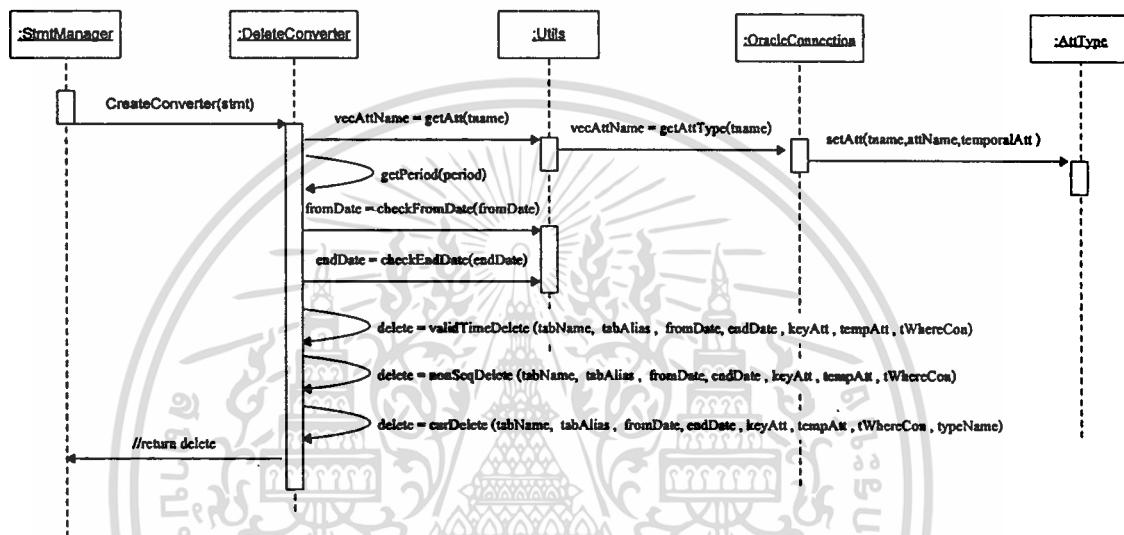 :StmtManager
:DeleteConverter
:Utils
:OracleConnection
:AttType
CreateConverter(stmt)
vecAttName = getAtt(tname)
vecAttName = getAttType(tname)
setAtt(tname,attName,temporalAtt )
getPeriod(period)
fromDate = checkFromDate(fromDate)
endDate = checkEndDate(endDate)
delete = validTimeDelete (tabName, tabAlias , fromDate, endDate , keyAtt , tempAtt , tWhereCon)
delete = nonSeqDelete (tabName, tabAlias , fromDate, endDate , keyAtt , tempAtt , tWhereCon)
delete = curDelete (tabName, tabAlias , fromDate, endDate , keyAtt , tempAtt , tWhereCon , typeName)
//return delete